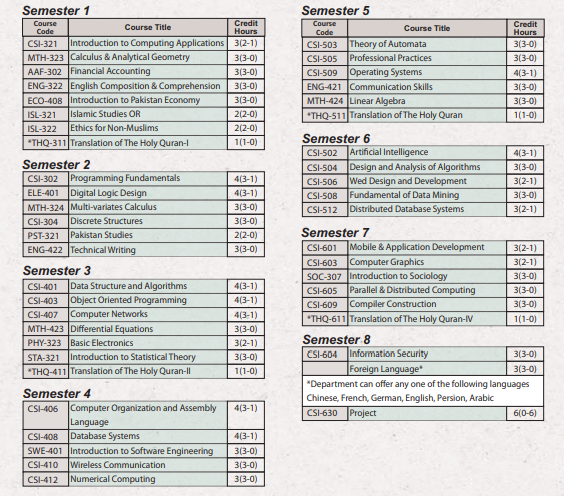 Semester 1
Course Code Course Title Credit Hours
CSI-321 Introduction to Computing Applications 3(2-1)
MTH-323 Calculus & Analytical Geometry 3(3-0)
AAF-302 Financial Accounting 3(3-0)
ENG-322 English Composition & Comprehension 3(3-0)
ECO-408 Introduction to Pakistan Economy 3(3-0)
ISL-321 Islamic Studies OR 2(2-0)
ISL-322 Ethics for Non-Muslims 2(2-0)
*THQ-311 Translation of The Holy Quran-I 1(1-0)
Semester 2
CSI-302 Programming Fundamentals 4(3-1)
ELE-401 Digital Logic Design 4(3-1)
MTH-324 Multi-variates Calculus 3(3-0)
CSI-304 Discrete Structures 3(3-0)
PST-321 Pakistan Studies 2(2-0)
ENG-422 Technical Writing 3(3-0)
Semester 3
CSI-401 Data Structure and Algorithms 4(3-1)
CSI-403 Object Oriented Programming 4(3-1)
CSI-407 Computer Networks 4(3-1)
MTH-423 Differential Equations 3(3-0)
PHY-323 Basic Electronics 3(2-1)
STA-321 Introduction to Statistical Theory 3(3-0)
*THQ-411 Translation of The Holy Quran-II 1(1-0)
Semester 4
CSI-406 Computer Organization and Assembly 4(3-1)
Language
CSI-408 Database Systems 4(3-1)
SWE-401 Introduction to Software Engineering 3(3-0)
CSI-410 Wireless Communication 3(3-0)
CSI-412 Numerical Computing 3(3-0)
Semester 5
Course Code Course Title Credit Hours
CSI-503 Theory of Automata 3(3-0)
CSI-505 Professional Practices 3(3-0)
CSI-509 Operating Systems 4(3-1)
ENG-421 Communication Skills 3(3-0)
MTH-424 Linear Algebra 3(3-0)
*THQ-511 Translation of The Holy Quran 1(1-0)
Semester 6
CSI-502 Artificial Intelligence 4(3-1)
CSI-504 Design and Analysis of Algorithms 3(3-0)
CSI-506 Wed Design and Development 3(2-1)
CSI-508 Fundamental of Data Mining 3(3-0)
CSI-512 Distributed Database Systems 3(2-1)
Semester 7
CSI-601 Mobile & Application Development 3(2-1)
CSI-603 Computer Graphics 3(2-1)
SOC-307 Introduction to Sociology 3(3-0)
CSI-605 Parallel & Distributed Computing 3(3-0)
CSI-609 Compiler Construction 3(3-0)
*THQ-611 Translation of The Holy Quran-IV 1(1-0)
Semester 8
CSI-604 Information Security 3(3-0)
Foreign Language* 3(3-0)
*Department can offer any one of the following languages
Chinese, French, German, English, Persion, Arabic
CSI-630 Project 6(0-6)